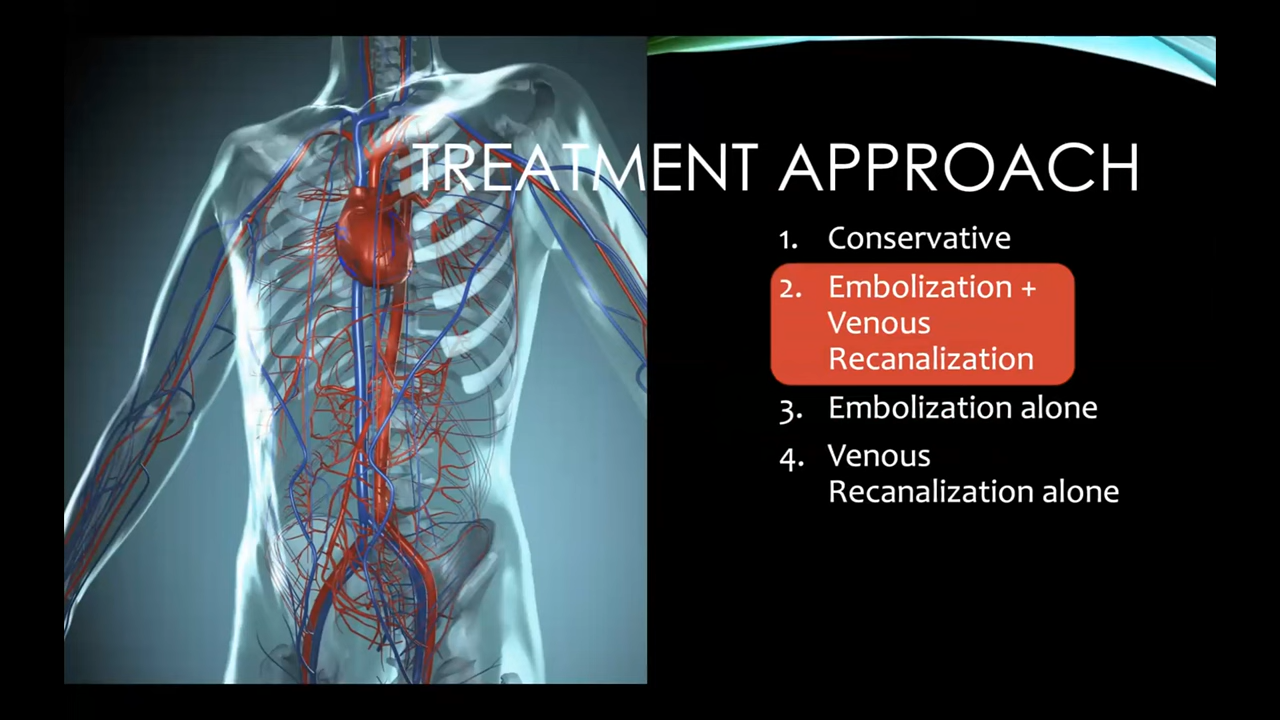 TREATMENT APPROACH
1. Conservative
2. Embolization +
Venous
Recanalization
3. Embolization alone
4. Venous
Recanalization alone